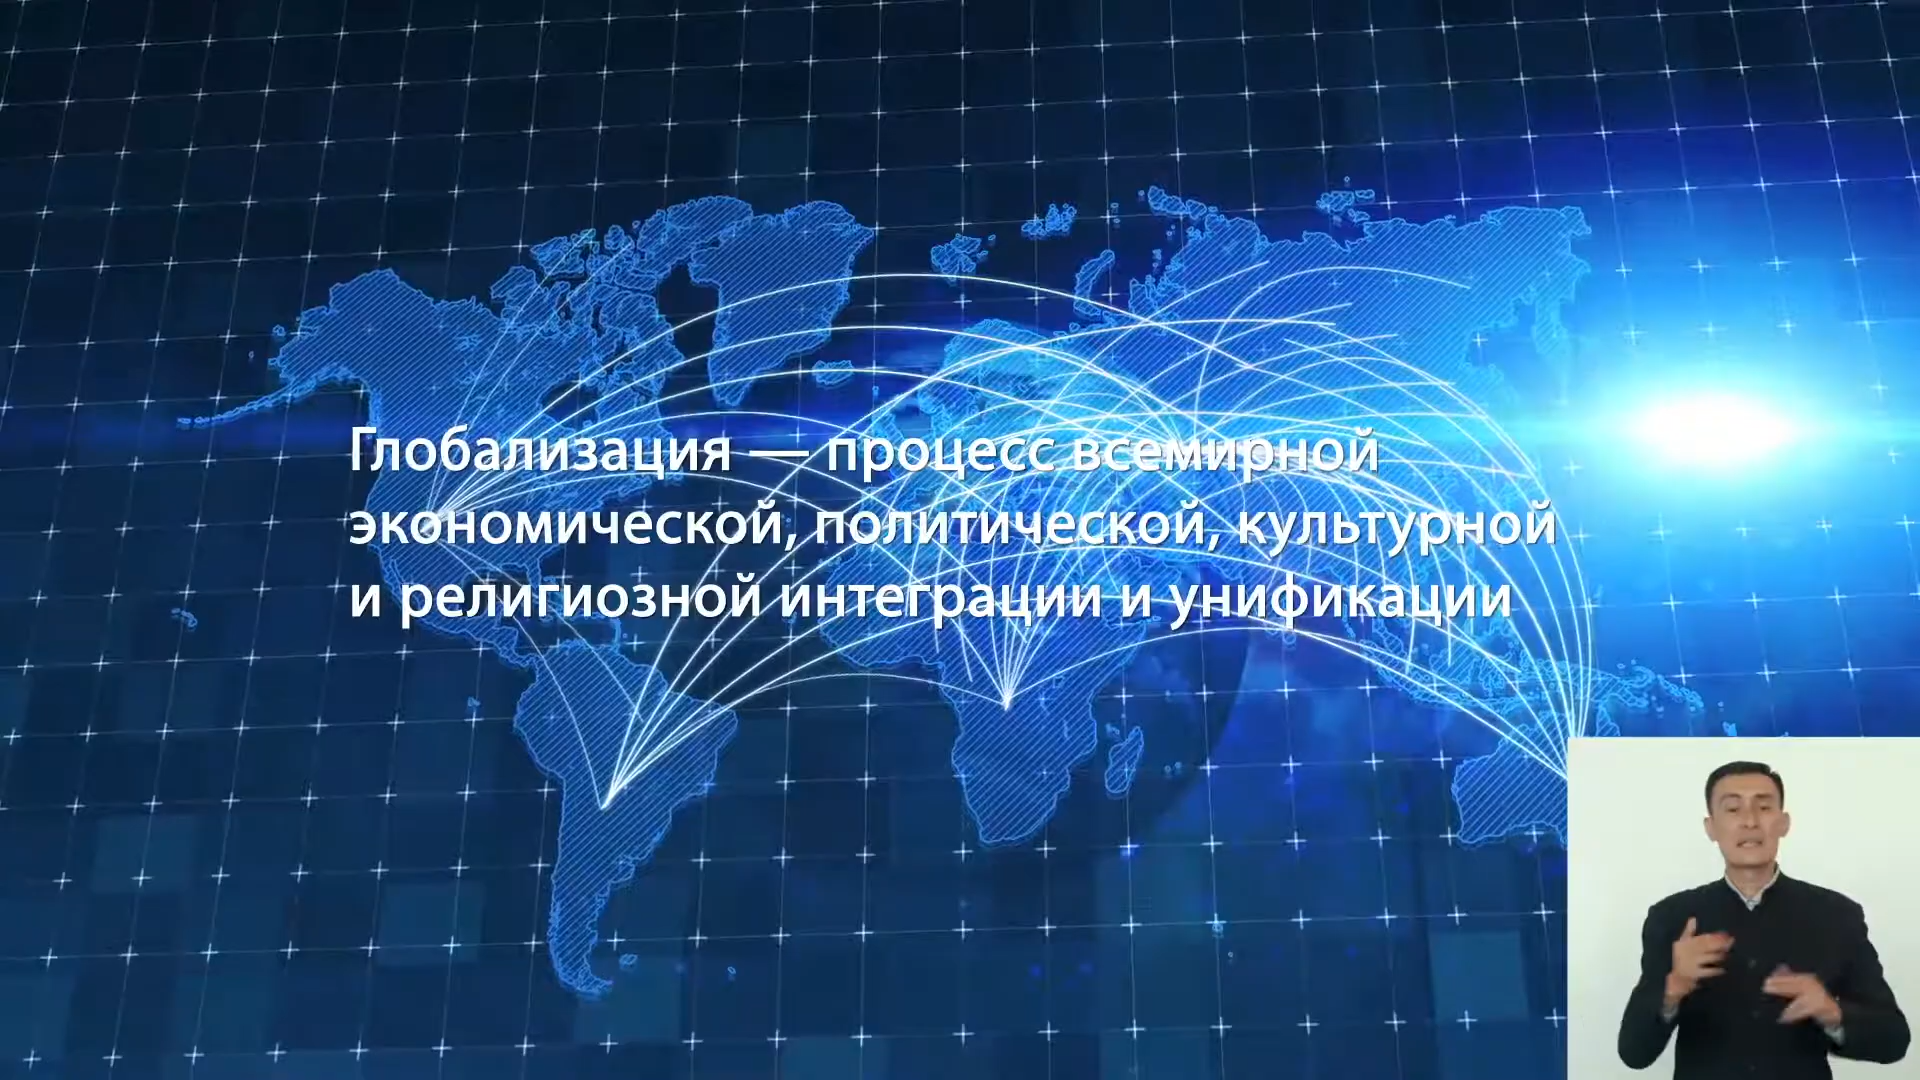 Глобализация — процесс всемирной
экономической, политической, культурной
и религиозной интеграции и унификации